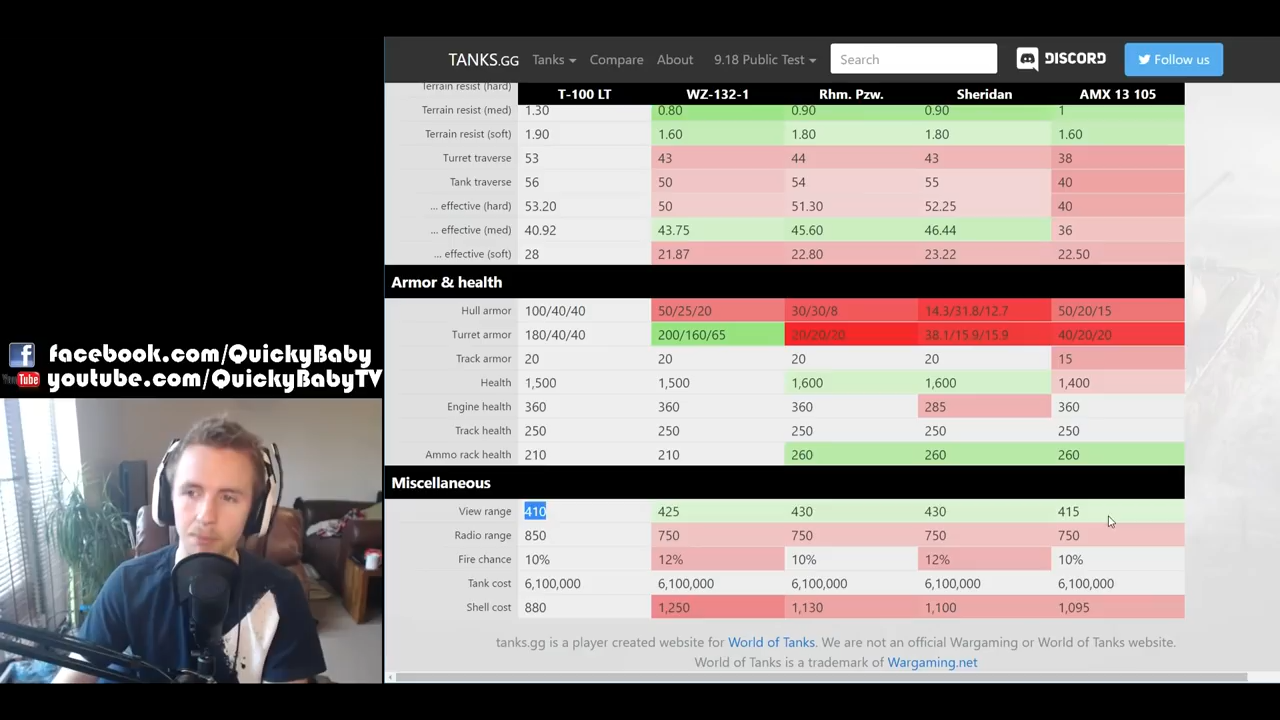 TANKS.GG Tanks Compare About 9.18 Public Test Search DISCORD Follow us
Terrain resist (hard)
T-100 LT WZ-132-1 Rhm. Pzw. Sheridan AMX 13 105
Terrain resist (med) 1.30 0.80 0.90 0.90 1
Terrain resist (soft) 1.90 1.60 1.80 1.80 1.60
Turret traverse 53 43 44 43 38
Tank traverse 56 50 54 55 40
... effective (hard) 53.20 50 51.30 52.25 40
... effective (med) 40.92 43.75 45.60 46.44 36
... effective (soft) 28 21.87 22.80 23.22 22.50
Armor & health
Hull armor 100/40/40 50/25/20 30/30/8 14.3/31.8/12.7 50/20/15
Turret armor 180/40/40 200/160/65 20/20/20 38.1/15.9/15.9 40/20/20
Track armor 20 20 20 20 15
Health 1,500 1,500 1,600 1,600 1,400
Engine health 360 360 360 285 360
Track health 250 250 250 250 250
Ammo rack health 210 210 260 260 260
Miscellaneous
View range 410 425 430 430 415
Radio range 850 750 750 750 750
Fire chance 10% 12% 10% 12% 10%
Tank cost 6,100,000 6,100,000 6,100,000 6,100,000 6,100,000
Shell cost 880 1,250 1,130 1,100 1,095
tanks.gg is a player created website for World of Tanks. We are not an official Wargaming or World of Tanks website.
World of Tanks is a trademark of Wargaming.net
f facebook.com/QuickyBaby
You Tube youtube.com/QuickyBabyTV